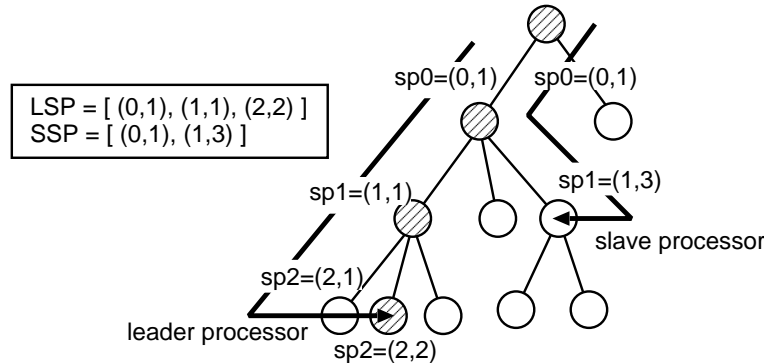 sp0=(0,1)
sp0=(0,1)
LSP = [ (0,1), (1,1), (2,2) ]
SSP = [ (0,1), (1,3) ]
sp1=(1,1)
sp1=(1,3)
slave processor
sp2=(2,1)
leader processor
sp2=(2,2)